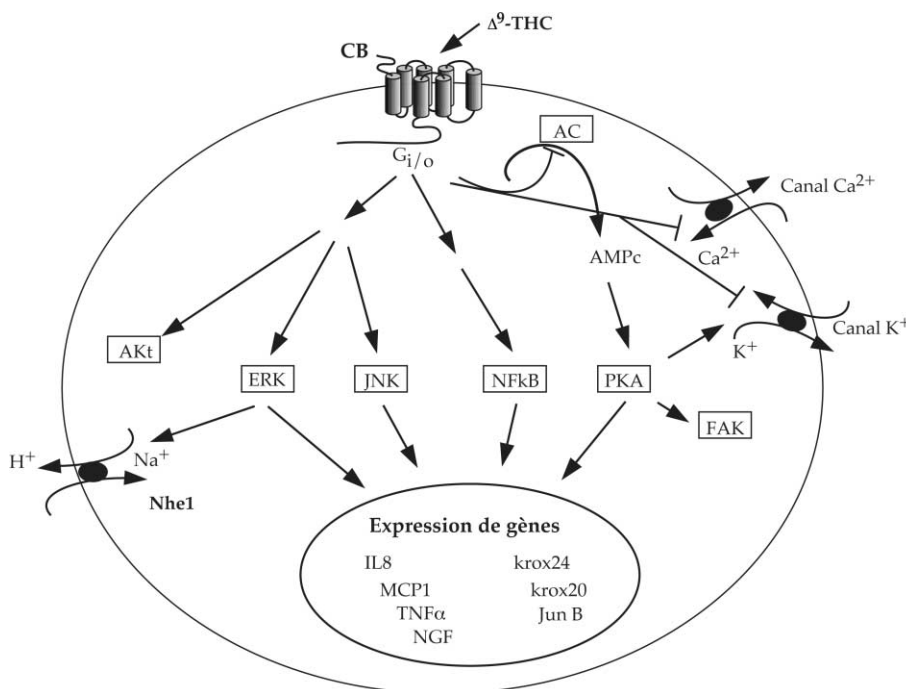 Δ⁹-THC
CB
AC
Gi/o
Canal Ca²⁺
AMPc
Ca²⁺
Canal K⁺
K⁺
AKt
ERK
JNK
NFkB
PKA
FAK
H⁺
Na⁺
Nhe1
Expression de gènes
IL8
krox24
MCP1
krox20
TNFα
Jun B
NGF